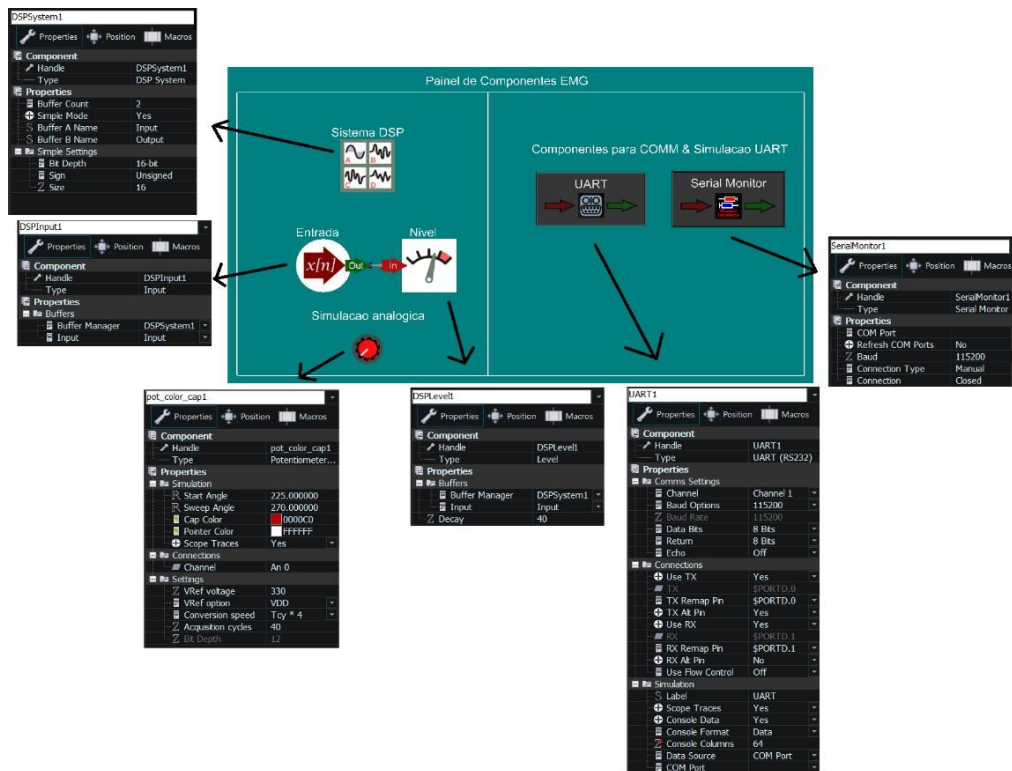 DSPSystem1
Properties Position Macros
Component
Handle DSPSystem1
Type DSP System
Properties
Buffer Count 2
Simple Mode Yes
Buffer A Name Input
Buffer B Name Output
Simple Settings
Bit Depth 16-bit
Sign Unsigned
Size 16
DSPInput1
Properties Position Macros
Component
Handle DSPInput1
Type Input
Properties
Buffers
Buffer Manager DSPSystem1
Input Input
Painel de Componentes EMG
Sistema DSP
A B
C D
Entrada Nivel
x[n] Out In
Simulacao analogica
Componentes para COMM & Simulacao UART
UART Serial Monitor
SerialMonitor1
Properties Position Macros
Component
Handle SerialMonitor1
Type Serial Monitor
Properties
COM Port
Refresh COM Ports No
Baud 115200
Connection Type Manual
Connection Closed
pot_color_cap1
Properties Position Macros
Component
Handle pot_color_cap1
Type Potentiometer...
Properties
Simulation
Start Angle 225.000000
Sweep Angle 270.000000
Cap Color 0000C0
Pointer Color FFFFFF
Scope Traces Yes
Connections
Channel An 0
Settings
VRef voltage 330
VRef option VDD
Conversion speed Tcy * 4
Acquisition cycles 40
Bit Depth 12
DSPLevel1
Properties Position Macros
Component
Handle DSPLevel1
Type Level
Properties
Buffers
Buffer Manager DSPSystem1
Input Input
Decay 40
UART1
Properties Position Macros
Component
Handle UART1
Type UART (RS232)
Properties
Comms Settings
Channel Channel 1
Baud Options 115200
Baud Rate 115200
Data Bits 8 Bits
Return 8 Bits
Echo Off
Connections
Use TX Yes
TX $PORTD.0
TX Remap Pin $PORTD.0
TX Alt Pin Yes
Use RX Yes
RX $PORTD.1
RX Remap Pin $PORTD.1
RX Alt Pin No
Use Flow Control Off
Simulation
Label UART
Scope Traces Yes
Console Data Yes
Console Format Data
Console Columns 64
Data Source COM Port
COM Port